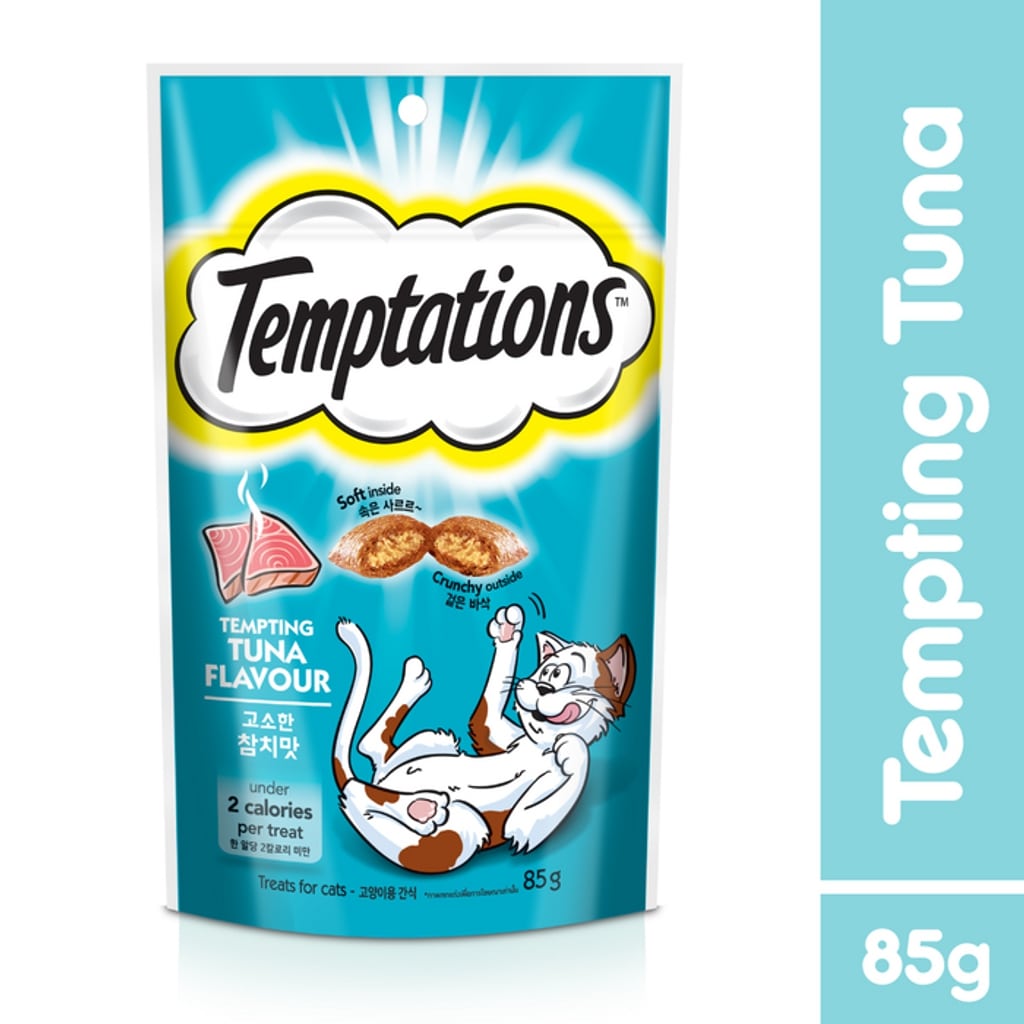 Temptations™
Soft inside
속은 사르르~
Crunchy outside
겉은 바삭
TEMPTING
TUNA
FLAVOUR
고소한
참치맛
under
2 calories
per treat
한 알당 2칼로리 미만
Treats for cats - 고양이용 간식
85g
Tempting Tuna
85g